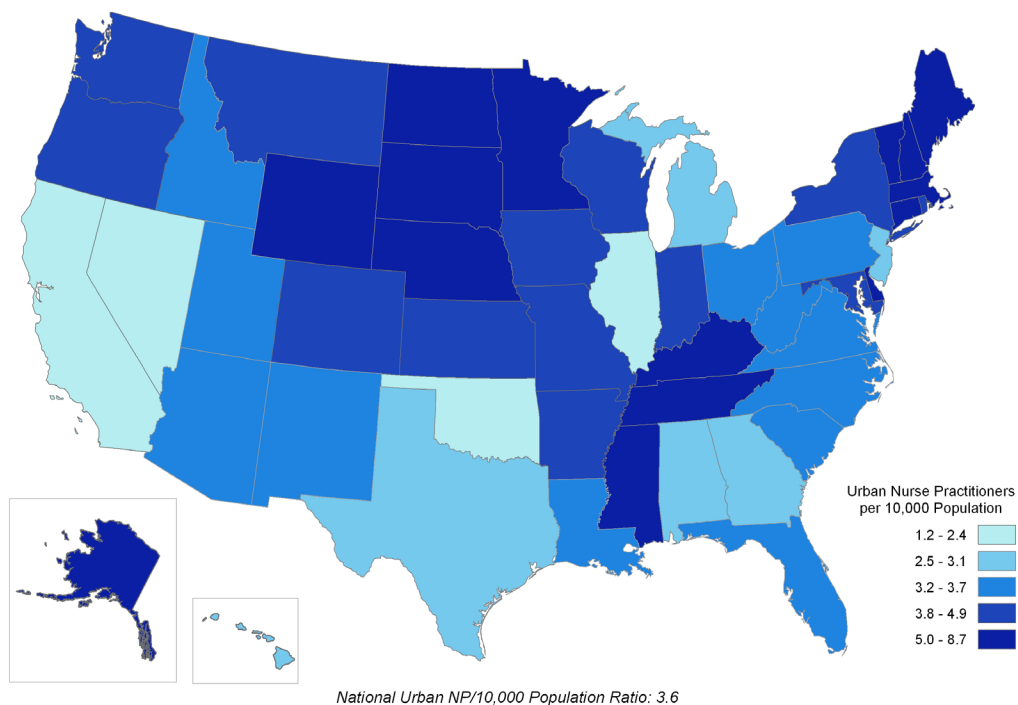 Urban Nurse Practitioners
per 10,000 Population
1.2 - 2.4
2.5 - 3.1
3.2 - 3.7
3.8 - 4.9
5.0 - 8.7
National Urban NP/10,000 Population Ratio: 3.6